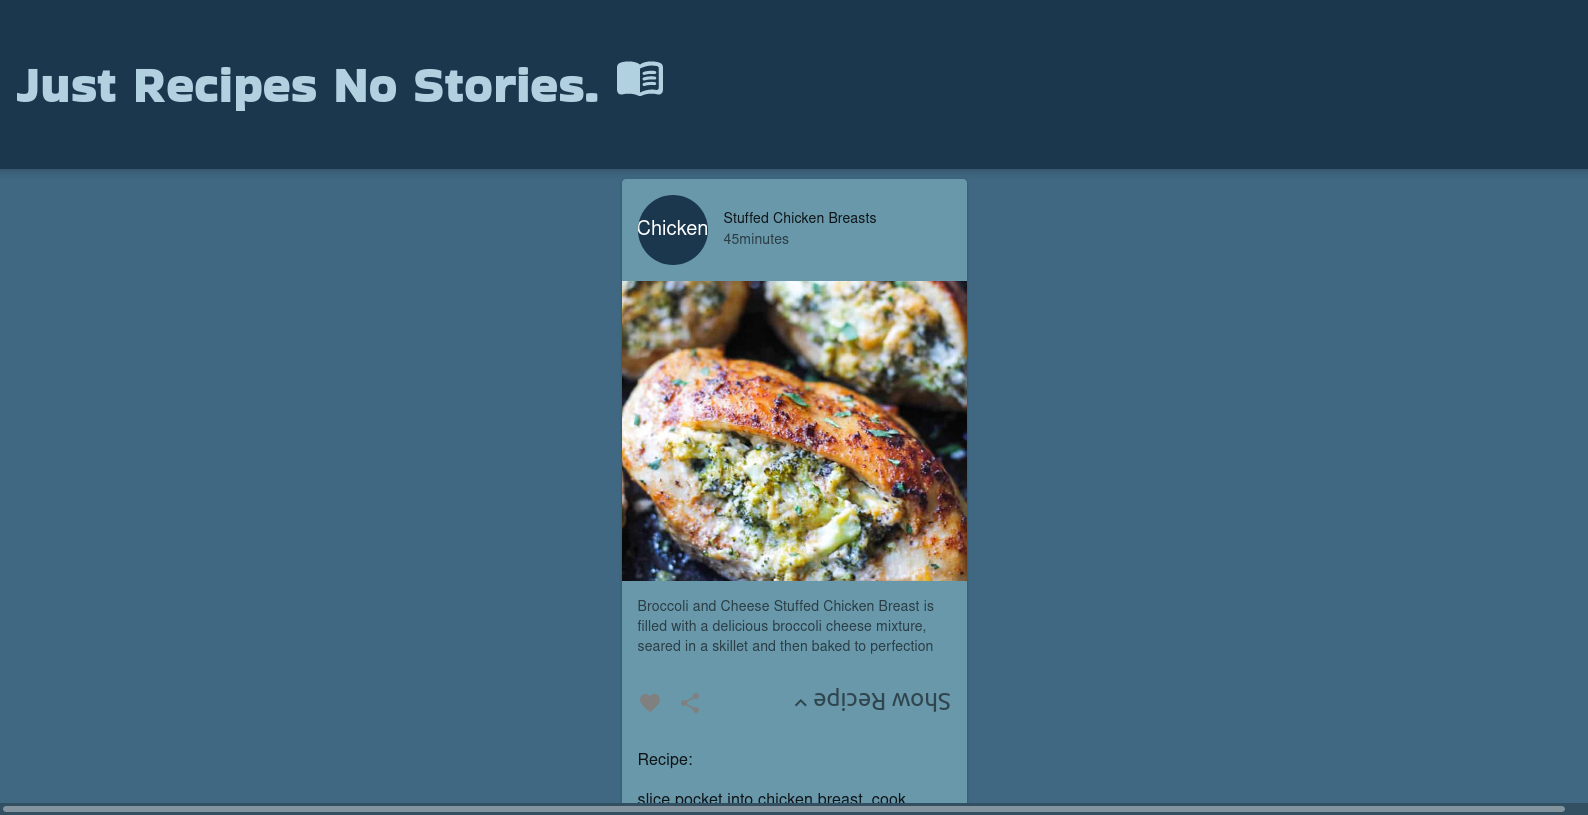 Just Recipes No Stories.
Chicken
Stuffed Chicken Breasts
45minutes
Broccoli and Cheese Stuffed Chicken Breast is
filled with a delicious broccoli cheese mixture,
seared in a skillet and then baked to perfection
Show Recipe
Recipe:
slice pocket into chicken breast, cook